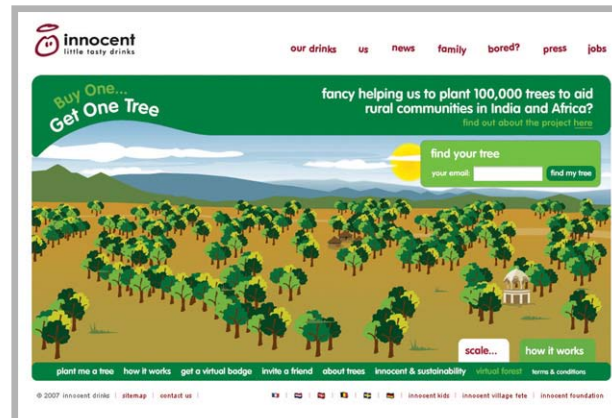 innocent
little tasty drinks
our drinks us news family bored? press jobs
Buy One...
Get One Tree
fancy helping us to plant 100,000 trees to aid
rural communities in India and Africa?
find out about the project here
find your tree
your email: find my tree
scale... how it works
plant me a tree how it works get a virtual badge invite a friend about trees innocent & sustainability virtual forest terms & conditions
© 2007 innocent drinks | sitemap | contact us | innocent kids | innocent village fete | innocent foundation